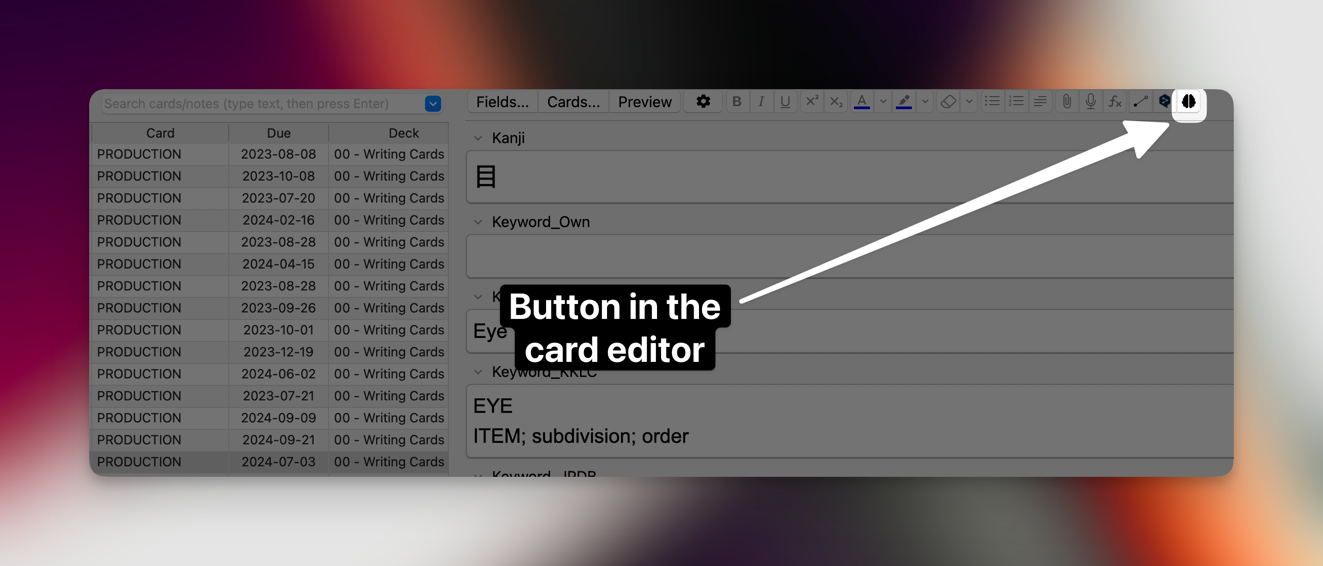 Search cards/notes (type text, then press Enter)
Card Due Deck
PRODUCTION 2023-08-08 00 - Writing Cards
PRODUCTION 2023-10-08 00 - Writing Cards
PRODUCTION 2023-07-20 00 - Writing Cards
PRODUCTION 2024-02-16 00 - Writing Cards
PRODUCTION 2023-08-28 00 - Writing Cards
PRODUCTION 2024-04-15 00 - Writing Cards
PRODUCTION 2023-08-28 00 - Writing Cards
PRODUCTION 2023-09-26 00 - Writing Cards
PRODUCTION 2023-10-01 00 - Writing Cards
PRODUCTION 2023-12-19 00 - Writing Cards
PRODUCTION 2024-06-02 00 - Writing Cards
PRODUCTION 2023-07-21 00 - Writing Cards
PRODUCTION 2024-09-09 00 - Writing Cards
PRODUCTION 2024-09-21 00 - Writing Cards
PRODUCTION 2024-07-03 00 - Writing Cards
Fields... Cards... Preview B I U X² X₂ A fx
Kanji
目
Keyword_Own
Eye
Keyword_KKLC
EYE
ITEM; subdivision; order
Keyword_JPDB
Button in the
card editor